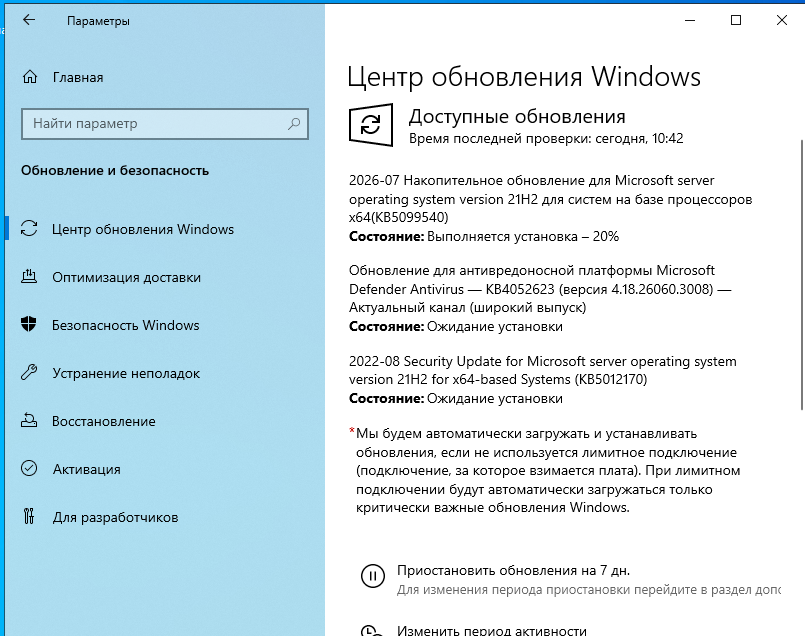 Параметры
Главная
Найти параметр
Обновление и безопасность
Центр обновления Windows
Оптимизация доставки
Безопасность Windows
Устранение неполадок
Восстановление
Активация
Для разработчиков
Центр обновления Windows
Доступные обновления
Время последней проверки: сегодня, 10:42
2026-07 Накопительное обновление для Microsoft server
operating system version 21H2 для систем на базе процессоров
x64(KB5099540)
Состояние: Выполняется установка – 20%
Обновление для антивредоносной платформы Microsoft
Defender Antivirus — KB4052623 (версия 4.18.26060.3008) —
Актуальный канал (широкий выпуск)
Состояние: Ожидание установки
2022-08 Security Update for Microsoft server operating system
version 21H2 for x64-based Systems (KB5012170)
Состояние: Ожидание установки
*Мы будем автоматически загружать и устанавливать
обновления, если не используется лимитное подключение
(подключение, за которое взимается плата). При лимитном
подключении будут автоматически загружаться только
критически важные обновления Windows.
Приостановить обновления на 7 дн.
Для изменения периода приостановки перейдите в раздел
Изменить период активности